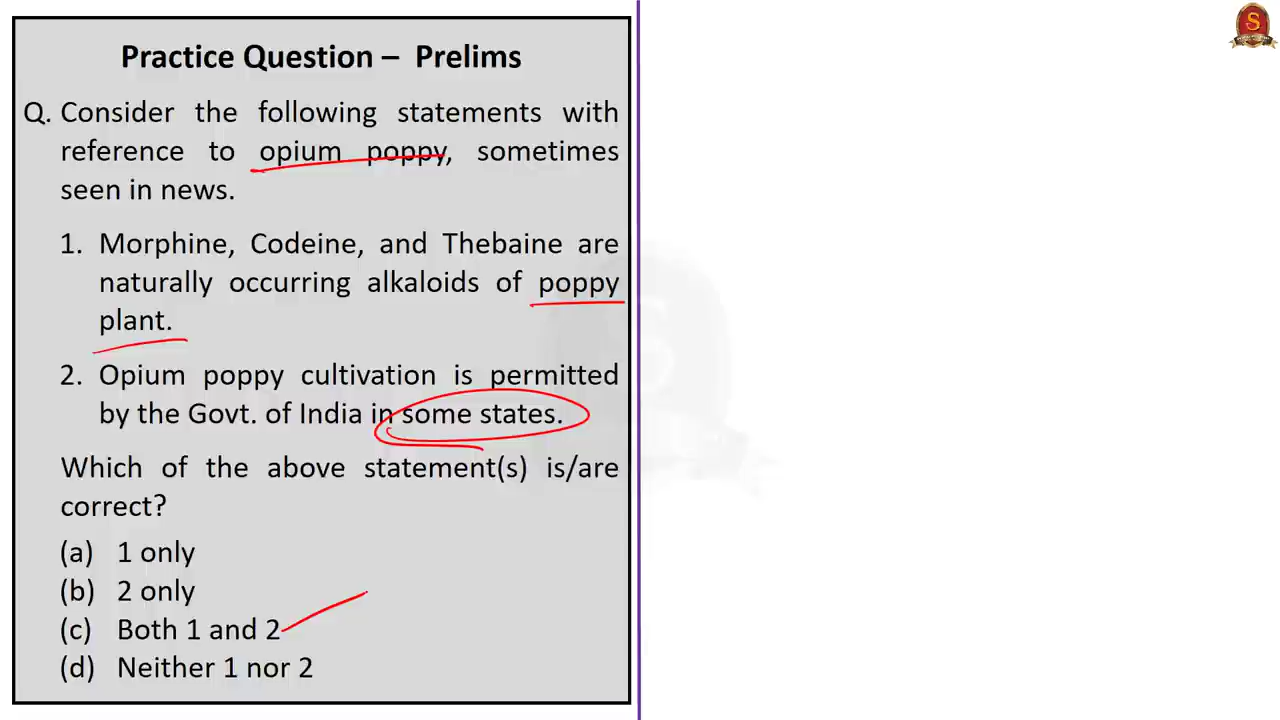 Practice Question – Prelims
Q. Consider the following statements with
reference to opium poppy, sometimes
seen in news.
1. Morphine, Codeine, and Thebaine are
naturally occurring alkaloids of poppy
plant.
2. Opium poppy cultivation is permitted
by the Govt. of India in some states.
Which of the above statement(s) is/are
correct?
(a) 1 only
(b) 2 only
(c) Both 1 and 2
(d) Neither 1 nor 2
S